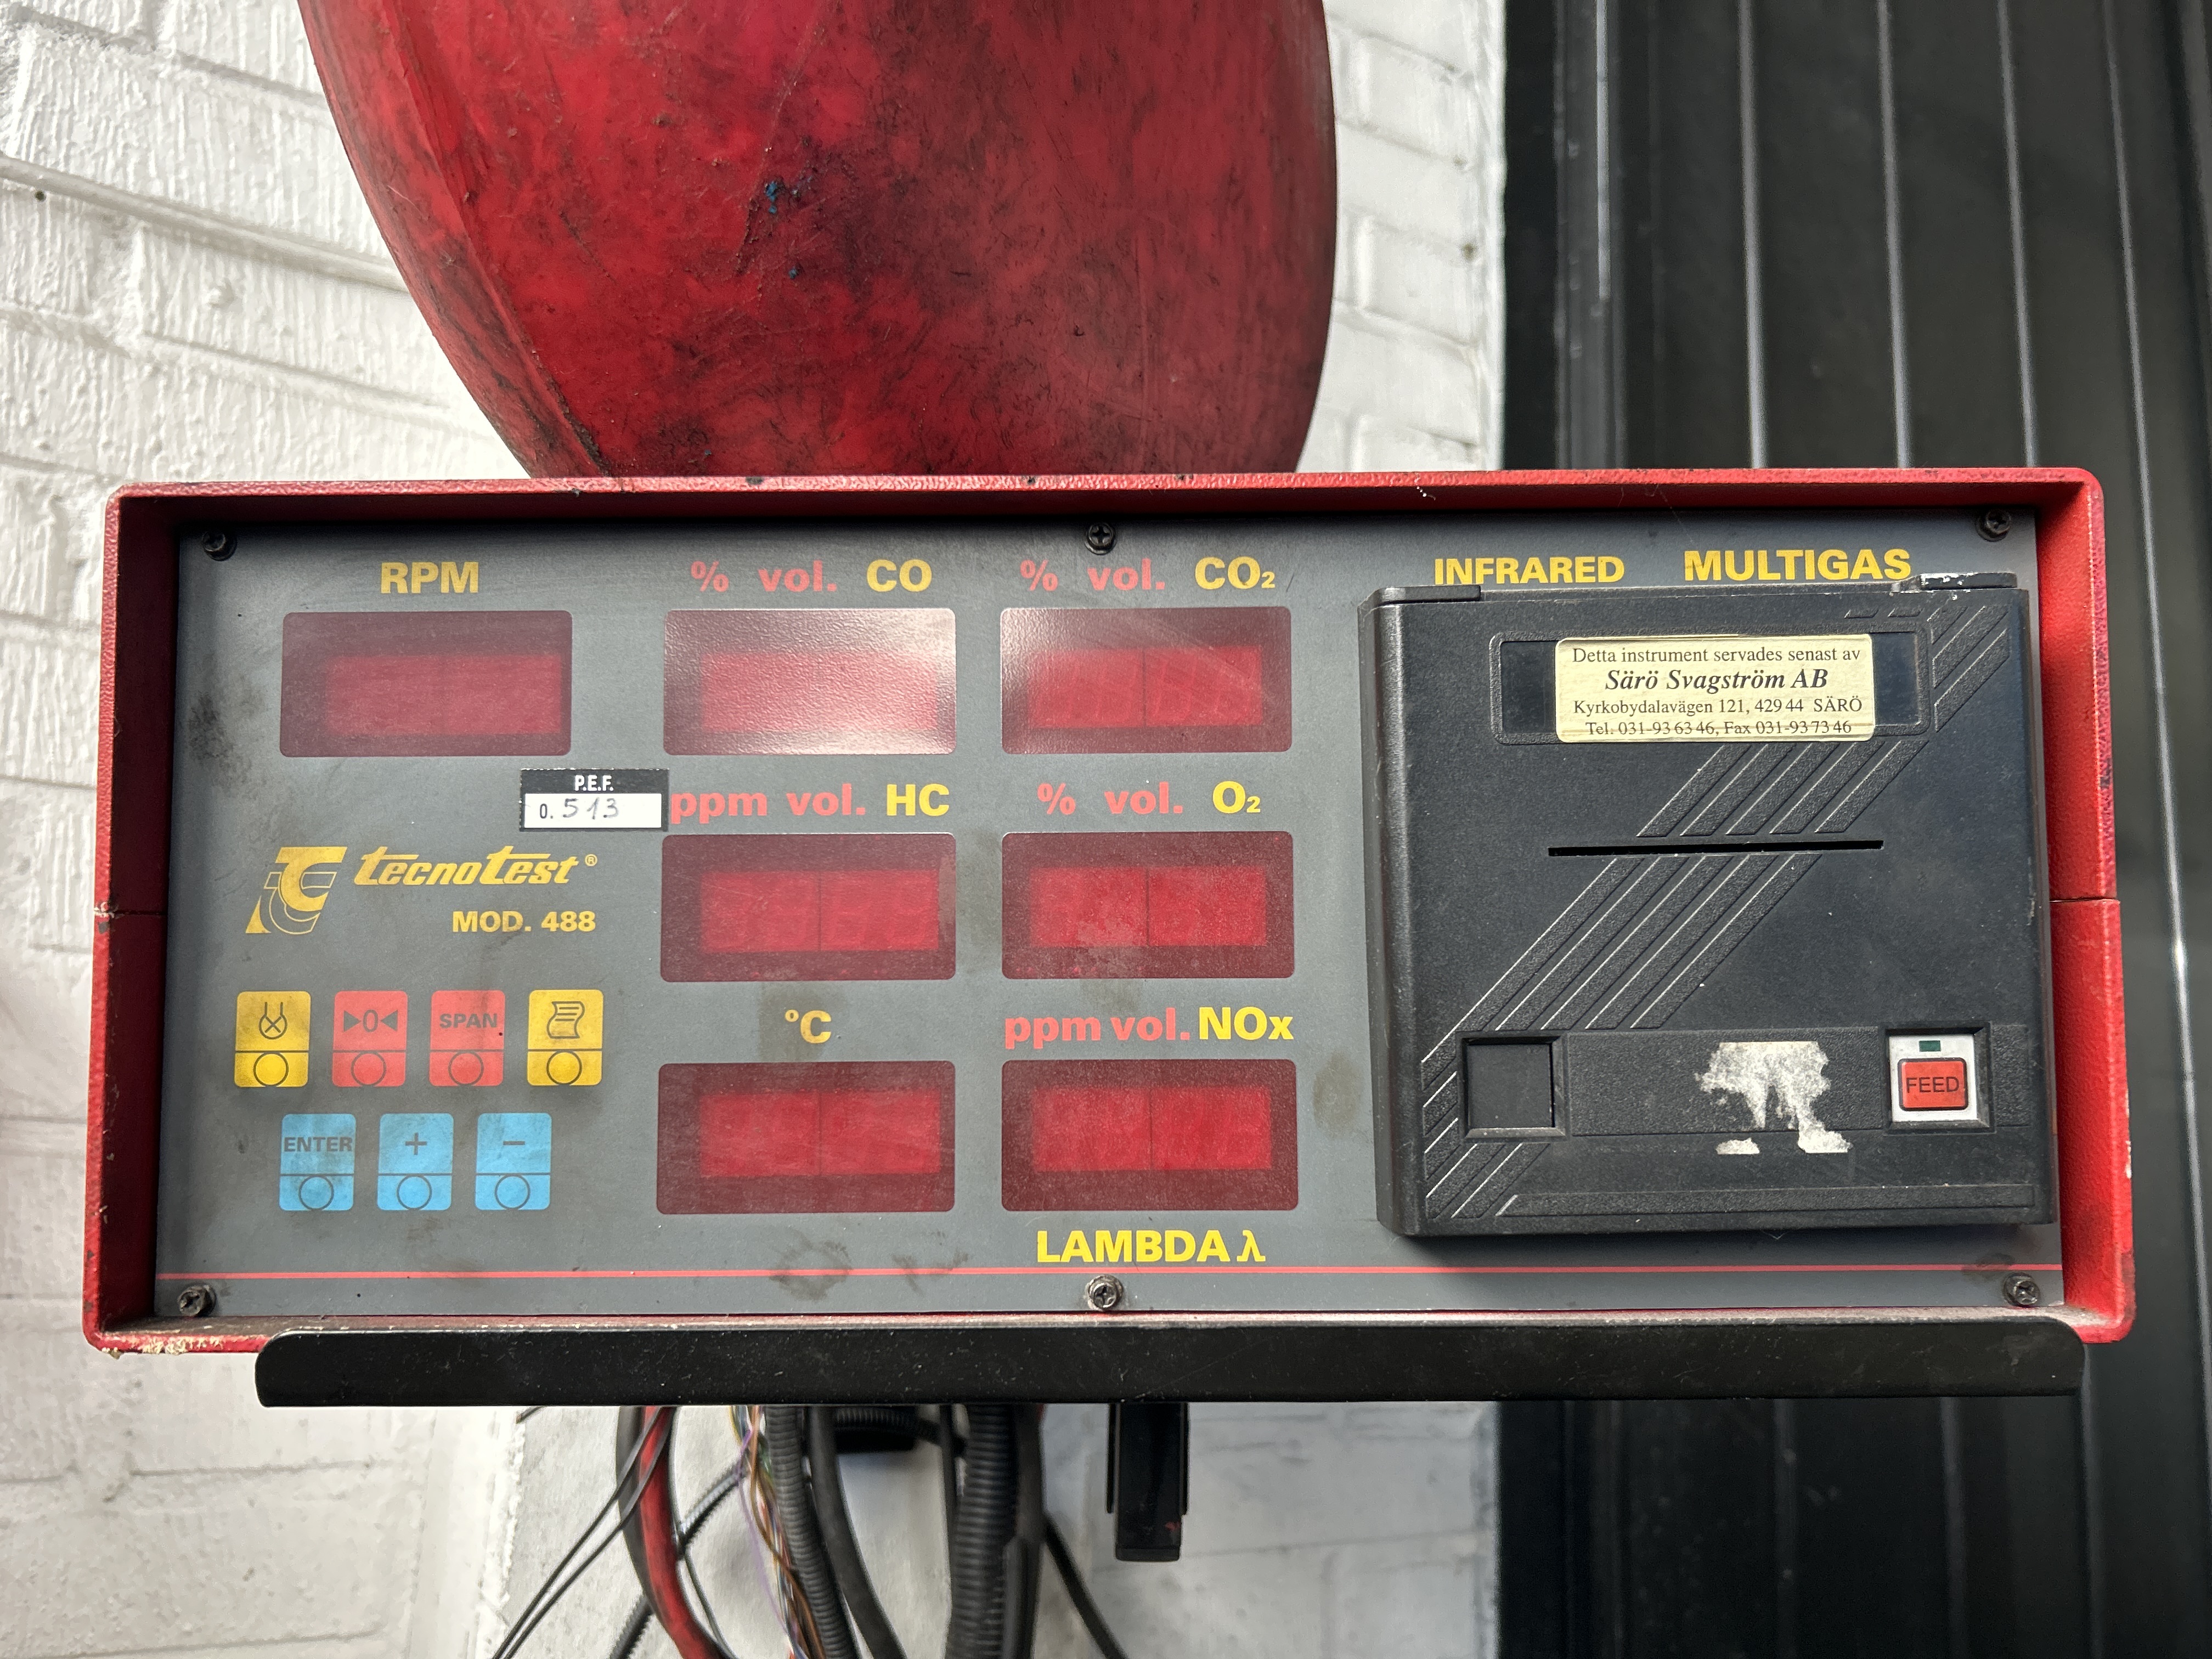 RPM
% vol. CO
% vol. CO₂
INFRARED MULTIGAS
Detta instrument servades senast av
Särö Svagström AB
Kyrkobydalavägen 121, 429 44 SÄRÖ
Tel. 031-93 63 46, Fax 031-93 73 46
P.E.F.
0. 513
ppm vol. HC
% vol. O₂
tecnotest®
MOD. 488
▶0◀
SPAN
°C
ppm vol. NOx
FEED
ENTER
+
−
LAMBDA λ